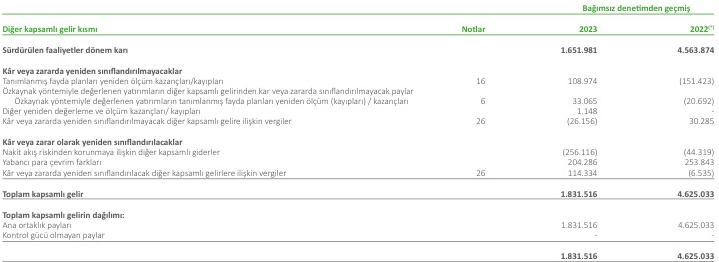 Bağımsız denetimden geçmiş
Diğer kapsamlı gelir kısmı Notlar 2023 2022(*)
Sürdürülen faaliyetler dönem karı 1.651.981 4.563.874
Kâr veya zararda yeniden sınıflandırılmayacaklar
Tanımlanmış fayda planları yeniden ölçüm kazançları/kayıpları 16 108.974 (151.423)
Özkaynak yöntemiyle değerlenen yatırımların diğer kapsamlı gelirinden kar veya zararda sınıflandırılmayacak paylar
Özkaynak yöntemiyle değerlenen yatırımların tanımlanmış fayda planları yeniden ölçüm (kayıpları) / kazançları 6 33.065 (20.692)
Diğer yeniden değerleme ve ölçüm kazançları/ kayıpları 1.148 -
Kâr veya zararda yeniden sınıflandırılmayacak diğer kapsamlı gelire ilişkin vergiler 26 (26.156) 30.285
Kâr veya zarar olarak yeniden sınıflandırılacaklar
Nakit akış riskinden korunmaya ilişkin diğer kapsamlı giderler (256.116) (44.319)
Yabancı para çevrim farkları 204.286 253.843
Kâr veya zararda yeniden sınıflandırılacak diğer kapsamlı gelirlere ilişkin vergiler 26 114.334 (6.535)
Toplam kapsamlı gelir 1.831.516 4.625.033
Toplam kapsamlı gelirin dağılımı:
Ana ortaklık payları 1.831.516 4.625.033
Kontrol gücü olmayan paylar - -
1.831.516 4.625.033